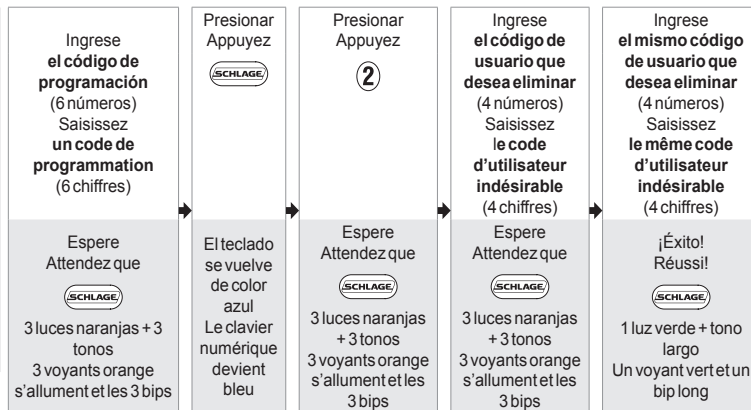 Ingrese
el código de
programación
(6 números)
Saisissez
un code de
programmation
(6 chiffres)
Espere
Attendez que
SCHLAGE
3 luces naranjas + 3
tonos
3 voyants orange
s'allument et les 3 bips
Presionar
Appuyez
SCHLAGE
El teclado
se vuelve
de color
azul
Le clavier
numérique
devient
bleu
Presionar
Appuyez
2
Espere
Attendez que
SCHLAGE
3 luces naranjas
+ 3 tonos
3 voyants orange
s'allument et les
3 bips
Ingrese
el código de
usuario que
desea eliminar
(4 números)
Saisissez
le code
d'utilisateur
indésirable
(4 chiffres)
Espere
Attendez que
SCHLAGE
3 luces naranjas
+ 3 tonos
3 voyants orange
s'allument et les
3 bips
Ingrese
el mismo código
de usuario que
desea eliminar
(4 números)
Saisissez
le même code
d'utilisateur
indésirable
(4 chiffres)
¡Éxito!
Réussi!
SCHLAGE
1 luz verde + tono
largo
Un voyant vert et un
bip long